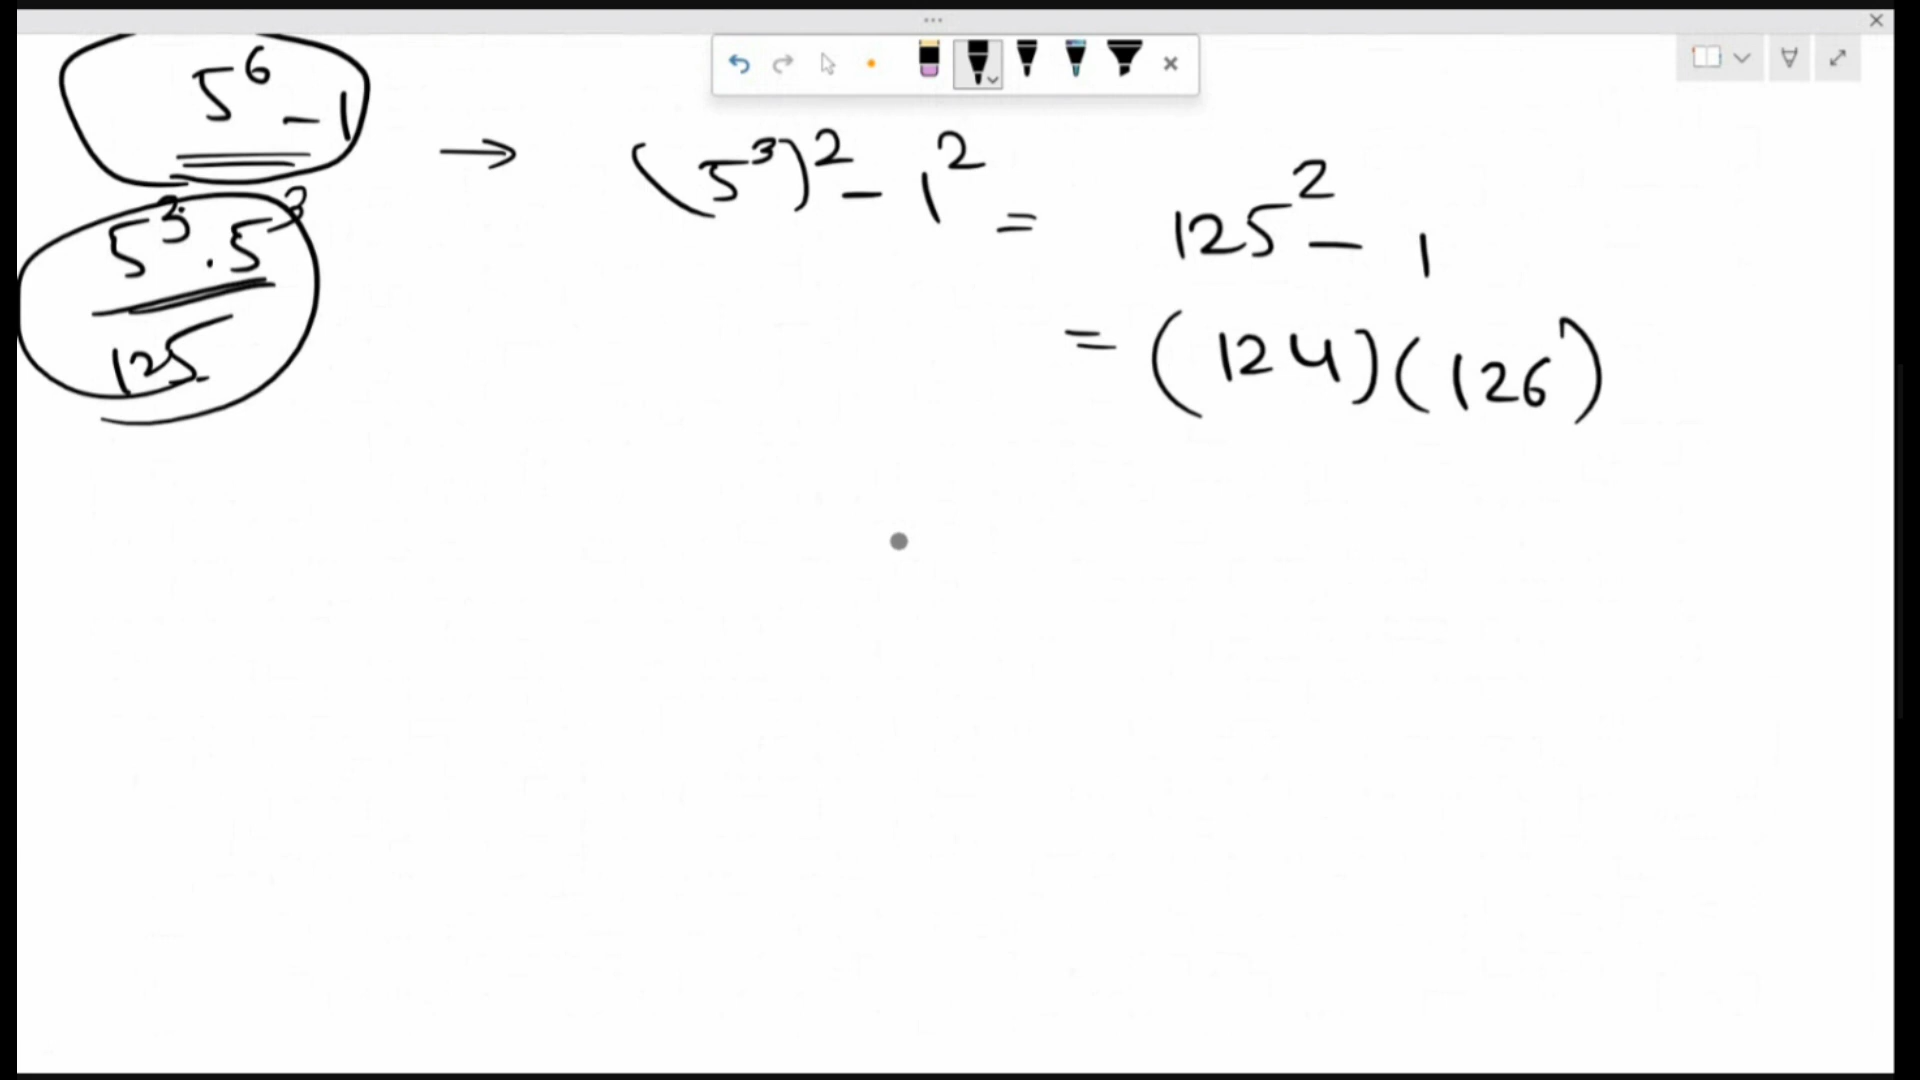 5⁶ - 1
→ (5³)² - 1² = 125² - 1
5³ . 5³
125
= (124)(126)